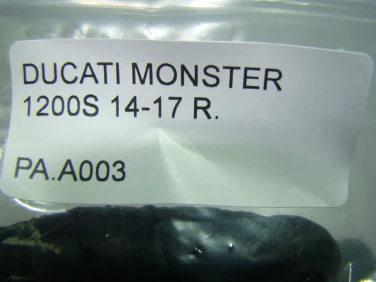 DUCATI MONSTER
1200S 14-17 R.
PA.A003